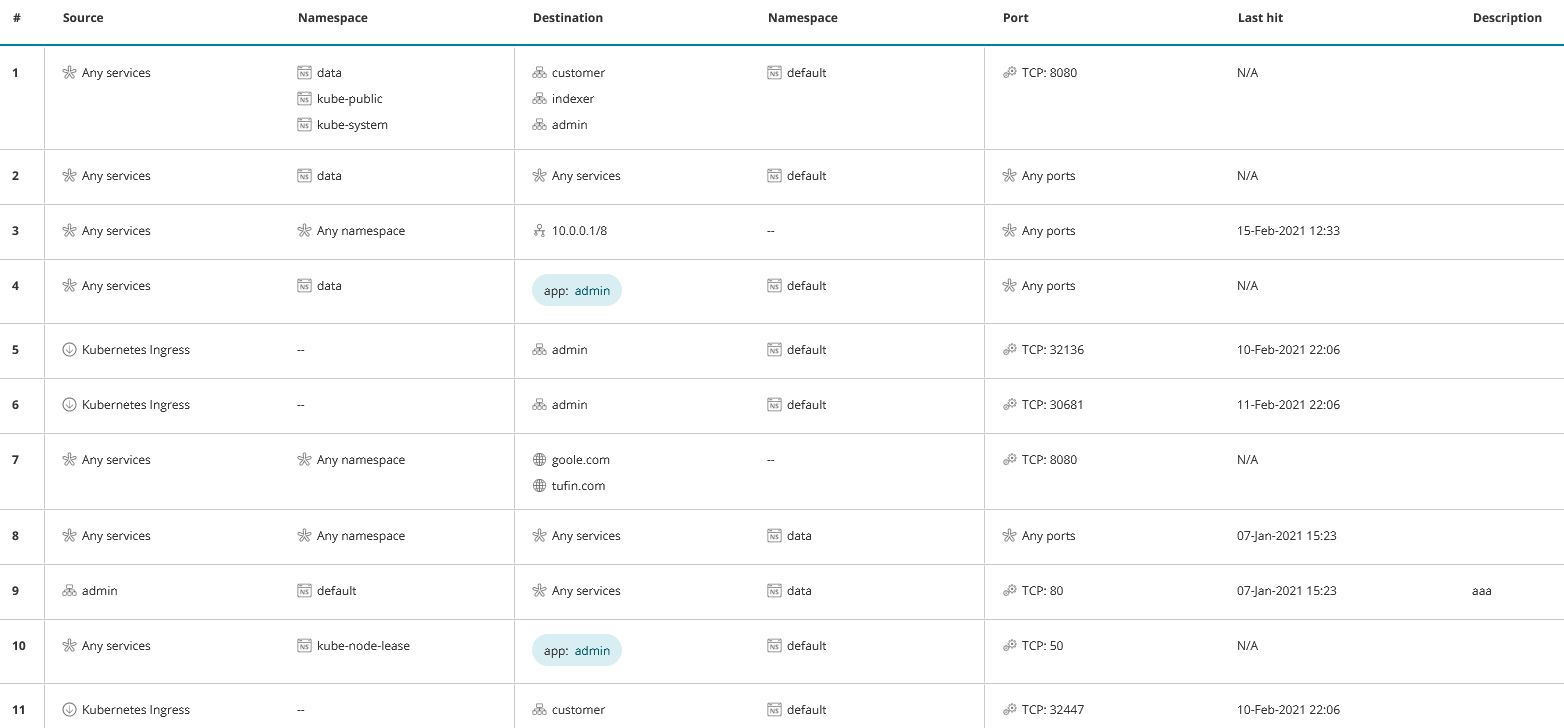 # Source Namespace Destination Namespace Port Last hit Description
1 Any services NS data customer NS default TCP: 8080 N/A
NS kube-public indexer
NS kube-system admin
2 Any services NS data Any services NS default Any ports N/A
3 Any services Any namespace 10.0.0.1/8 -- Any ports 15-Feb-2021 12:33
4 Any services NS data app: admin NS default Any ports N/A
5 Kubernetes Ingress -- admin NS default TCP: 32136 10-Feb-2021 22:06
6 Kubernetes Ingress -- admin NS default TCP: 30681 11-Feb-2021 22:06
7 Any services Any namespace goole.com -- TCP: 8080 N/A
tufin.com
8 Any services Any namespace Any services NS data Any ports 07-Jan-2021 15:23
9 admin NS default Any services NS data TCP: 80 07-Jan-2021 15:23 aaa
10 Any services NS kube-node-lease app: admin NS default TCP: 50 N/A
11 Kubernetes Ingress -- customer NS default TCP: 32447 10-Feb-2021 22:06